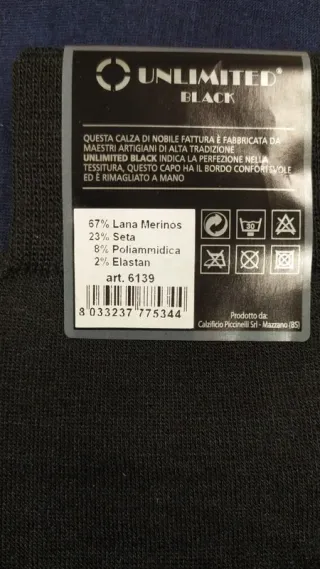 UNLIMITED®
BLACK
QUESTA CALZA DI NOBILE FATTURA È FABBRICATA DA
MAESTRI ARTIGIANI DI ALTA TRADIZIONE
UNLIMITED BLACK INDICA LA PERFEZIONE NELLA
TESSITURA, QUESTO CAPO HA IL BORDO CONFORTEVOLE
ED È RIMAGLIATO A MANO
67% Lana Merinos
23% Seta
8% Poliammidica
2% Elastan
art. 6139
8 033237 775344
30
Prodotto da:
Calzificio Piccinelli Srl - Mazzano (BS)